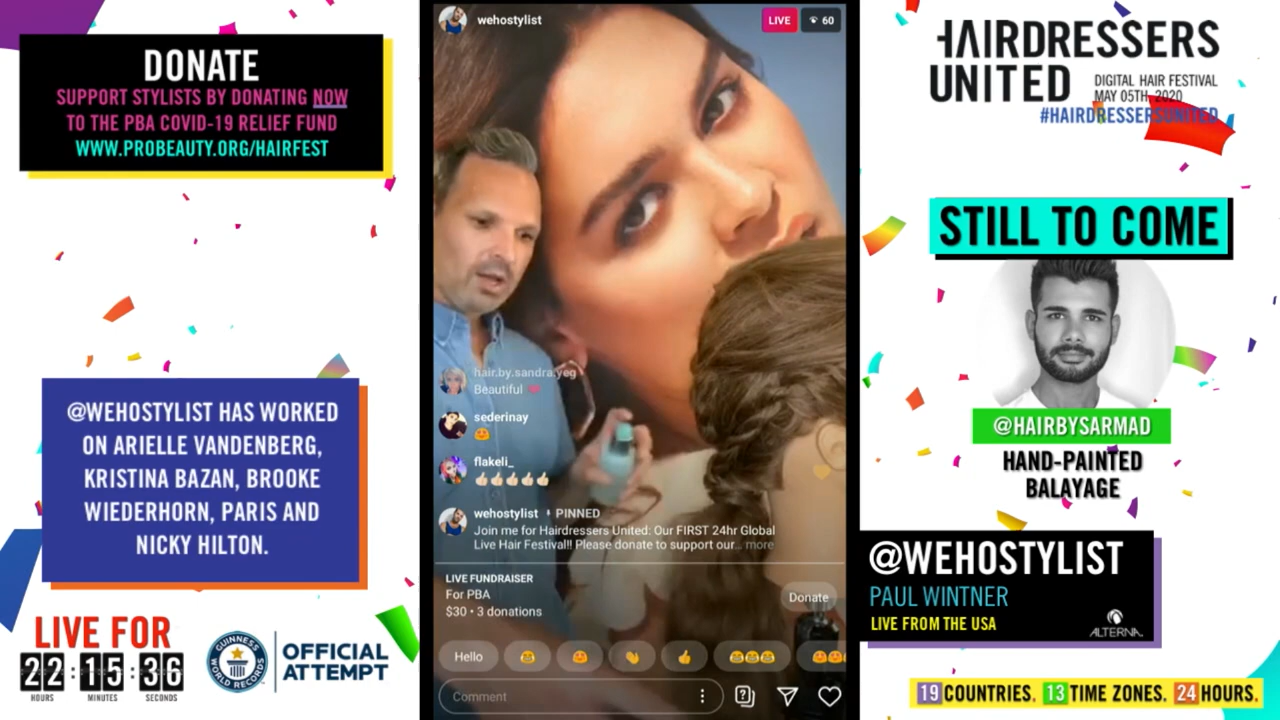 DONATE
SUPPORT STYLISTS BY DONATING NOW
TO THE PBA COVID-19 RELIEF FUND
WWW.PROBEAUTY.ORG/HAIRFEST
@WEHOSTYLIST HAS WORKED
ON ARIELLE VANDENBERG,
KRISTINA BAZAN, BROOKE
WIEDERHORN, PARIS AND
NICKY HILTON.
LIVE FOR
22:15:36
HOURS MINUTES SECONDS
GUINNESS
WORLD RECORDS
OFFICIAL
ATTEMPT
wehostylist
LIVE
60
hair.by.sandra.yeg
Beautiful
sederinay
flakeli_
wehostylist PINNED
Join me for Hairdressers United: Our FIRST 24hr Global
Live Hair Festival!! Please donate to support our... more
LIVE FUNDRAISER
For PBA
$30 • 3 donations
Donate
Hello
Comment
HAIRDRESSERS
UNITED
DIGITAL HAIR FESTIVAL
MAY 05TH, 2020
#HAIRDRESSERSUNITED
STILL TO COME
@HAIRBYSARMAD
HAND-PAINTED
BALAYAGE
@WEHOSTYLIST
PAUL WINTNER
LIVE FROM THE USA
ALTERNA
19 COUNTRIES. 13 TIME ZONES. 24 HOURS.